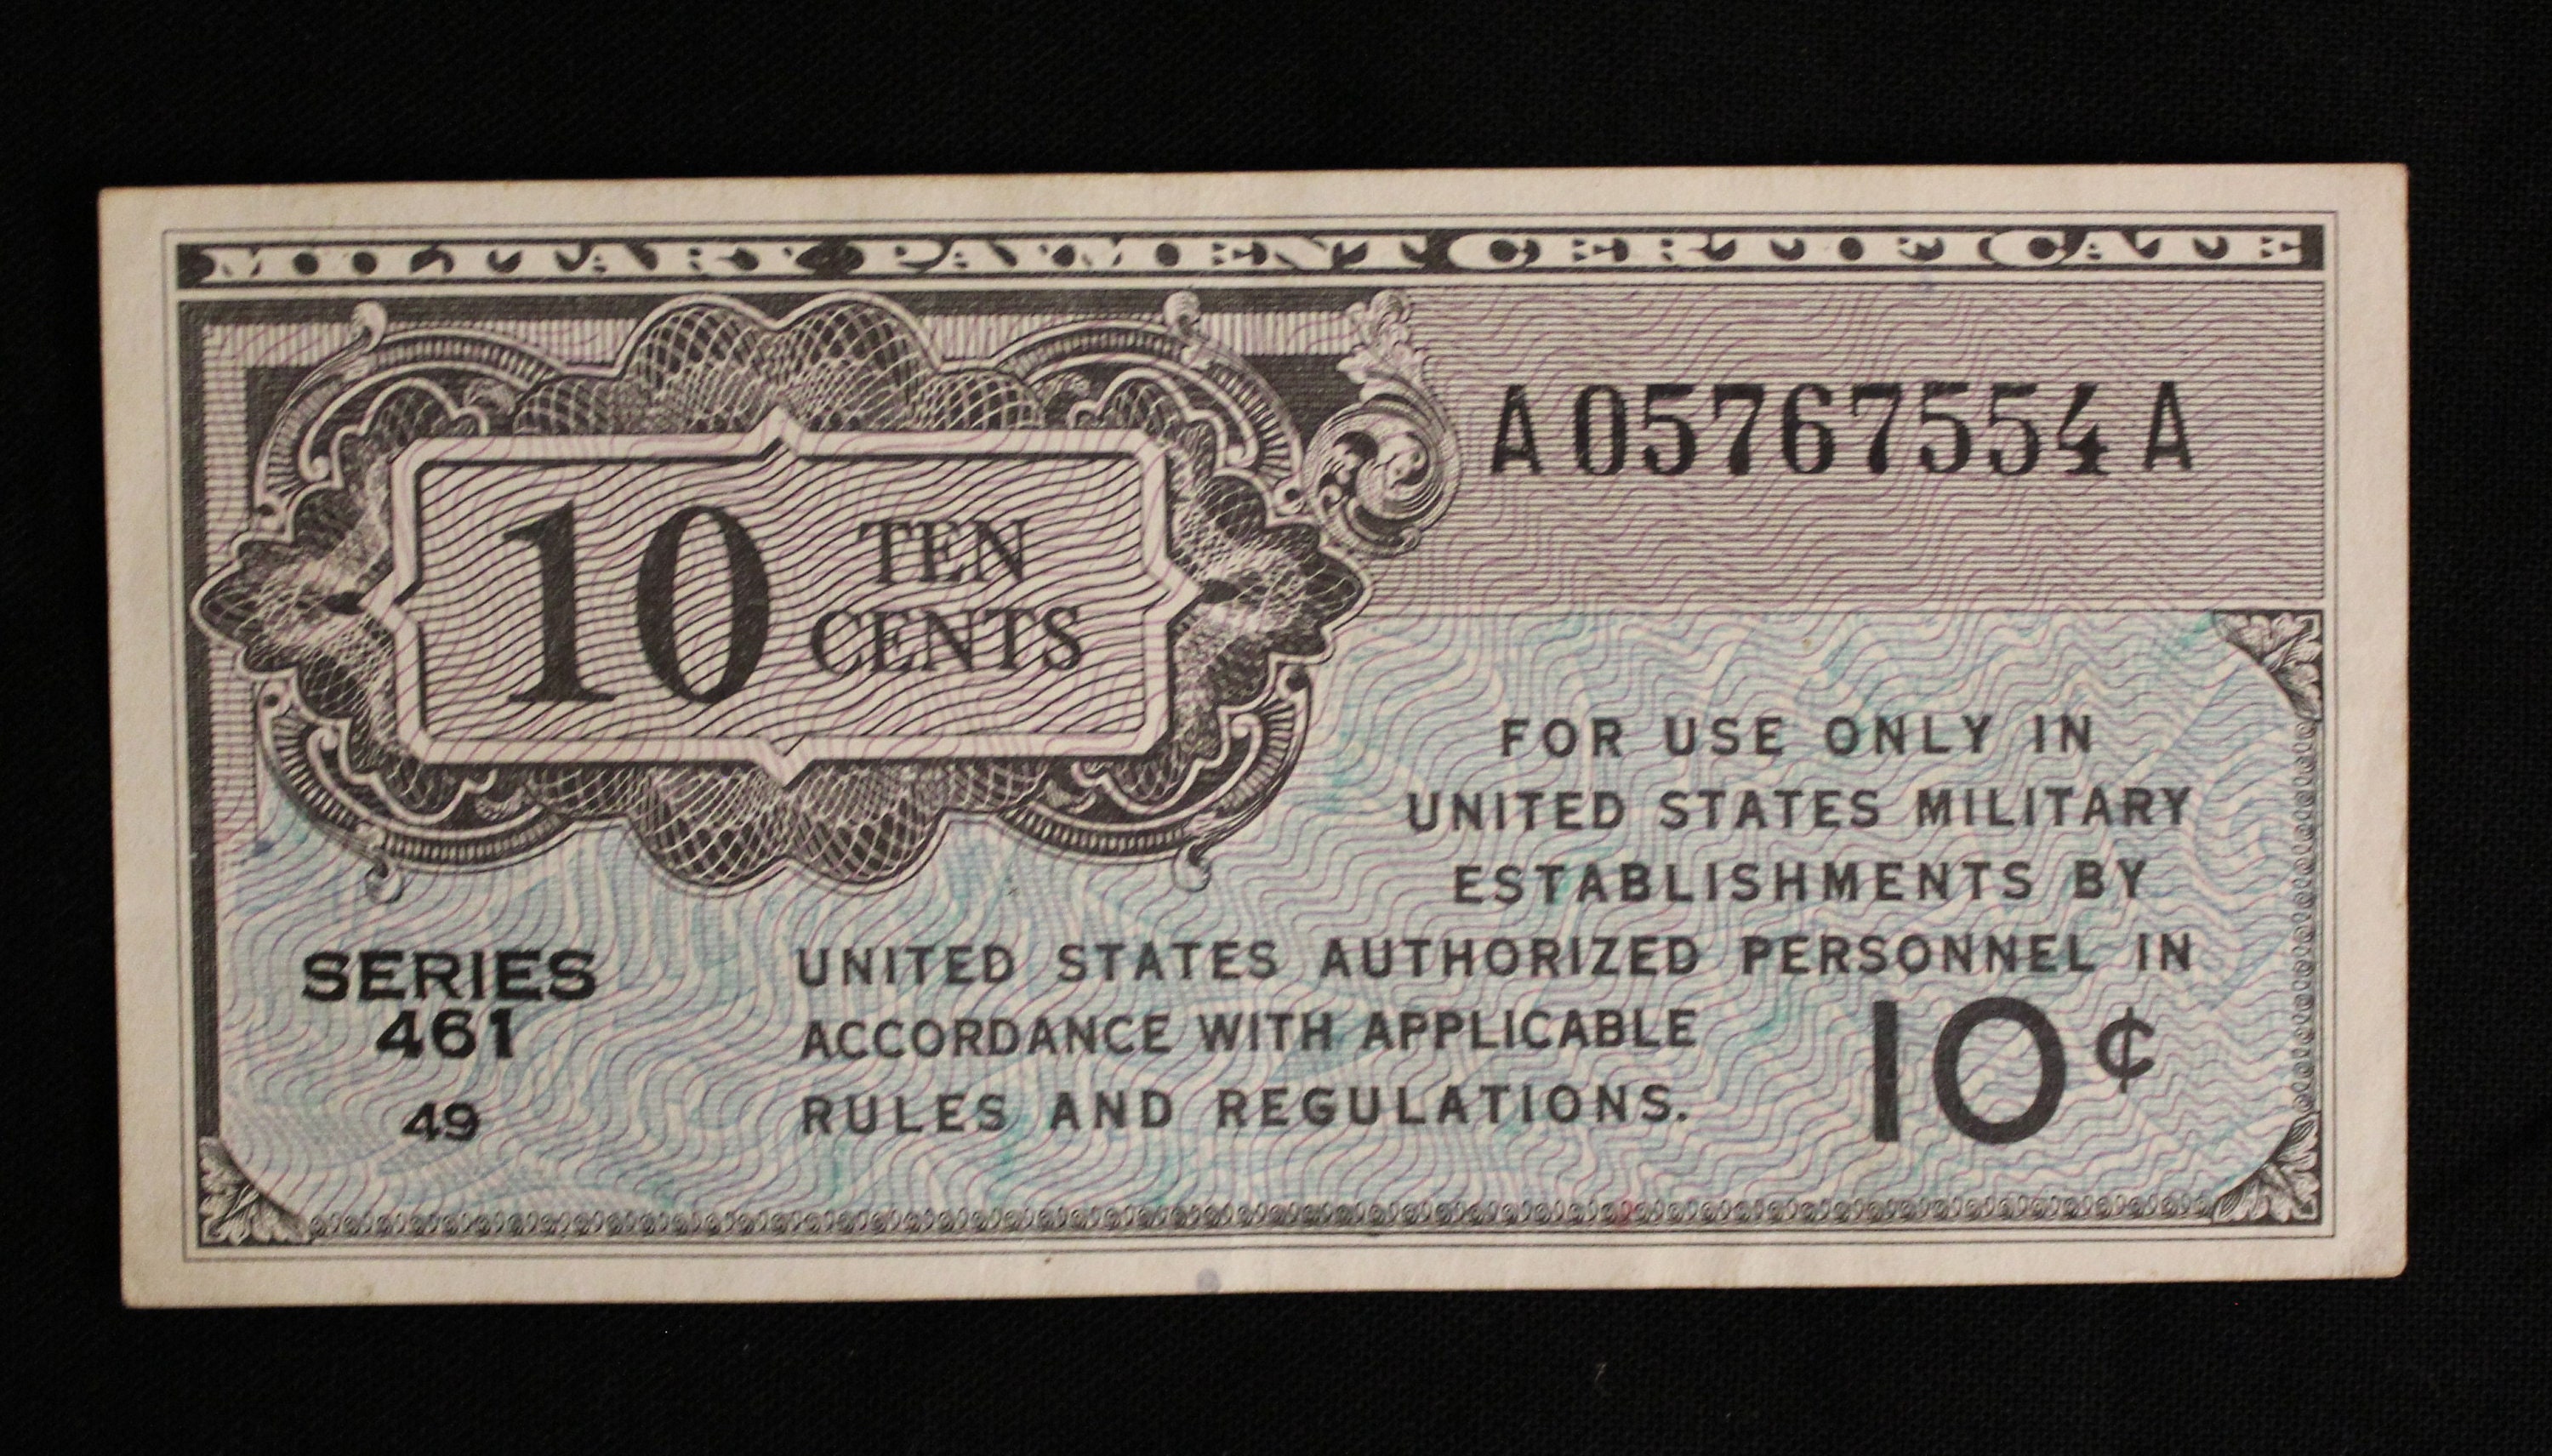 MILITARY PAYMENT CERTIFICATE
A05767554A
10 TEN
CENTS
FOR USE ONLY IN
UNITED STATES MILITARY
ESTABLISHMENTS BY
UNITED STATES AUTHORIZED PERSONNEL IN
ACCORDANCE WITH APPLICABLE
RULES AND REGULATIONS.
SERIES
461
49
10¢